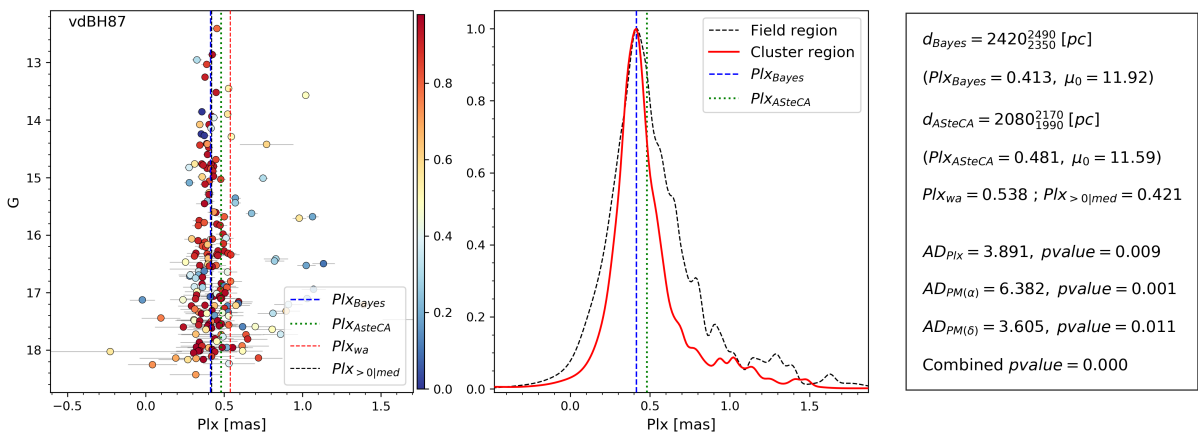 vdBH87
13
14
15
16
17
18
G
−0.5
0.0
0.5
1.0
1.5
Plx [mas]
Plx_Bayes
Plx_AsteCA
Plx_wa
Plx_>0|med
0.8
0.6
0.4
0.2
0.0
1.0
0.8
0.6
0.4
0.2
0.0
0.0
0.5
1.0
1.5
Plx [mas]
Field region
Cluster region
Plx_Bayes
Plx_ASteCA
d_Bayes = 2420^2490_2350 [pc]
(Plx_Bayes = 0.413, μ_0 = 11.92)
d_ASteCA = 2080^2170_1990 [pc]
(Plx_ASteCA = 0.481, μ_0 = 11.59)
Plx_wa = 0.538 ; Plx_>0|med = 0.421
AD_Plx = 3.891, pvalue = 0.009
AD_PM(α) = 6.382, pvalue = 0.001
AD_PM(δ) = 3.605, pvalue = 0.011
Combined pvalue = 0.000